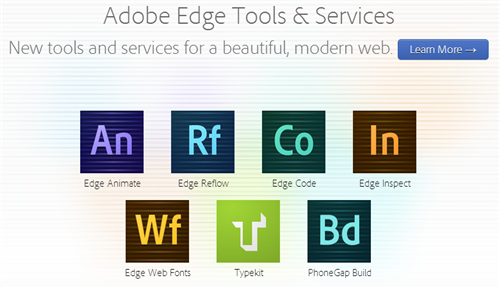 Adobe Edge Tools & Services
New tools and services for a beautiful, modern web. Learn More →
An Rf Co In
Edge Animate Edge Reflow Edge Code Edge Inspect
Wf Bd
Edge Web Fonts Typekit PhoneGap Build